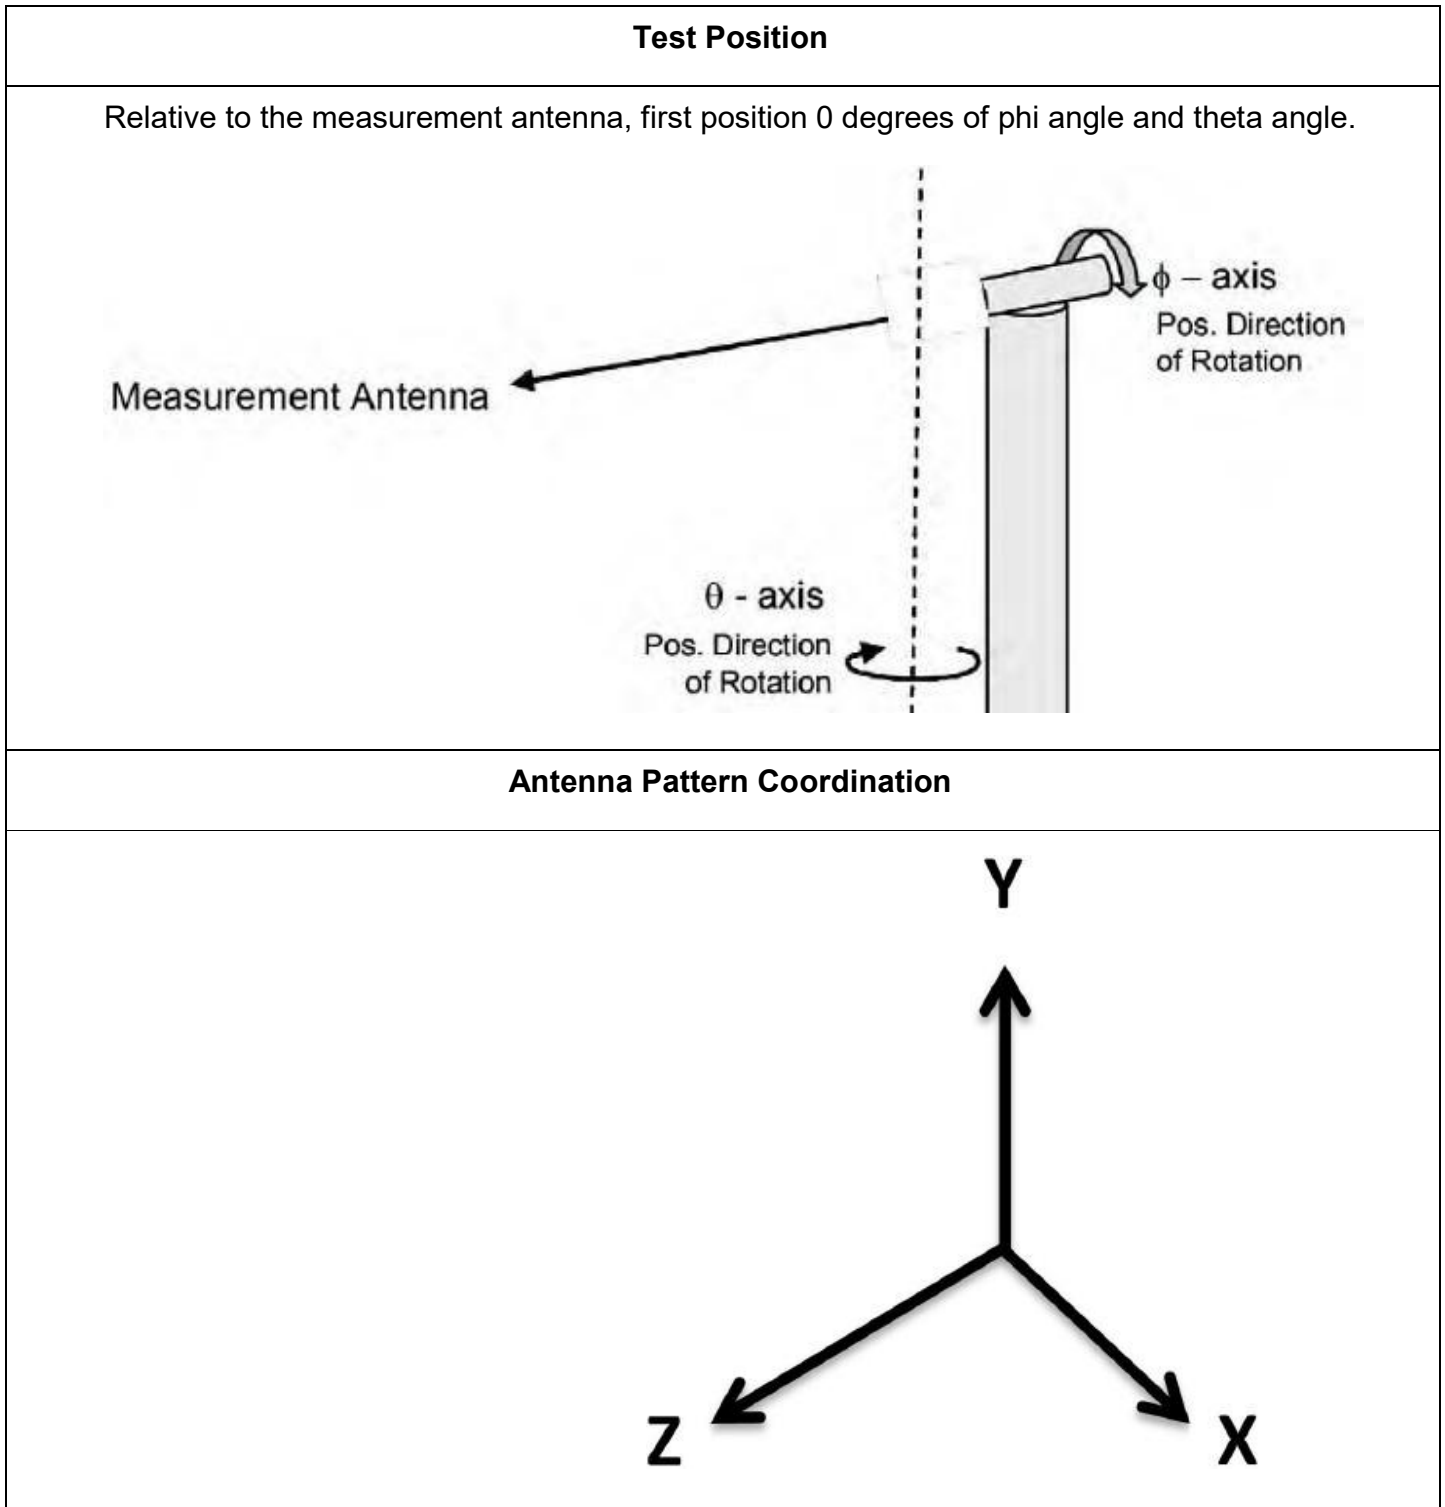 Test Position
Relative to the measurement antenna, first position 0 degrees of phi angle and theta angle.
ϕ – axis
Pos. Direction
of Rotation
Measurement Antenna
θ - axis
Pos. Direction
of Rotation
Antenna Pattern Coordination
Y
Z
X